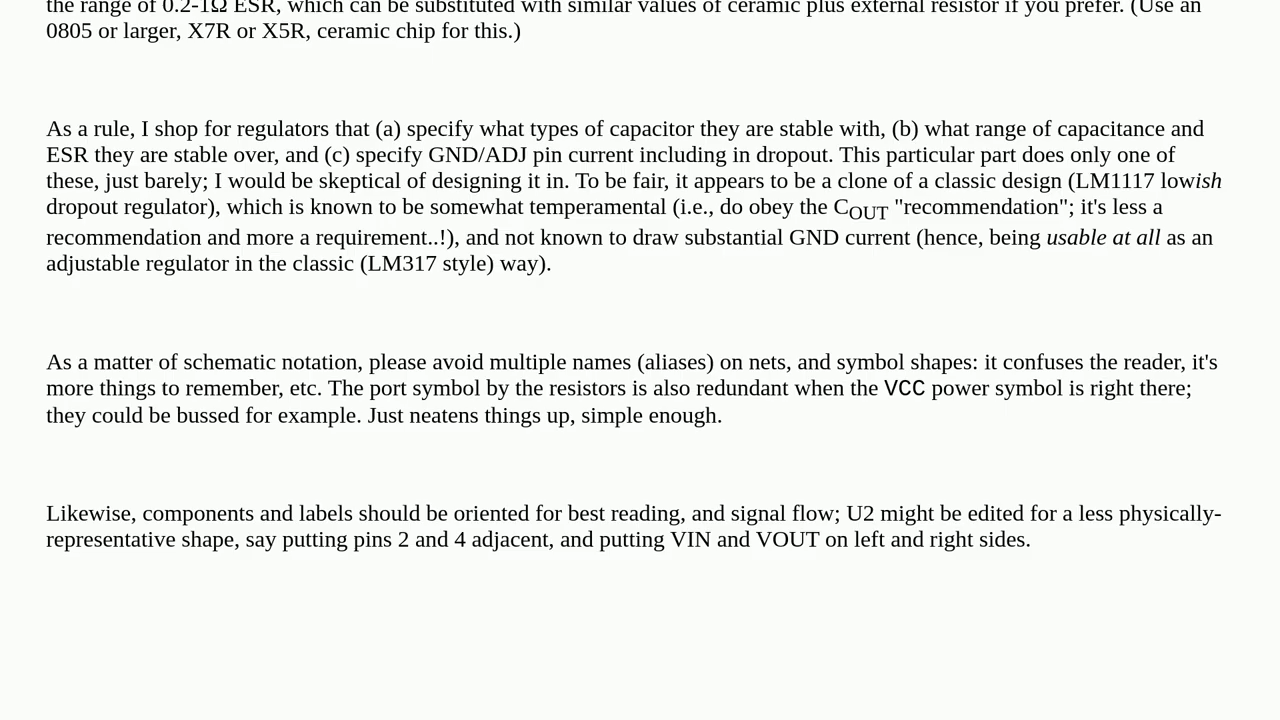 the range of 0.2-1Ω ESR, which can be substituted with similar values of ceramic plus external resistor if you prefer. (Use an
0805 or larger, X7R or X5R, ceramic chip for this.)
As a rule, I shop for regulators that (a) specify what types of capacitor they are stable with, (b) what range of capacitance and
ESR they are stable over, and (c) specify GND/ADJ pin current including in dropout. This particular part does only one of
these, just barely; I would be skeptical of designing it in. To be fair, it appears to be a clone of a classic design (LM1117 lowish
dropout regulator), which is known to be somewhat temperamental (i.e., do obey the COUT "recommendation"; it's less a
recommendation and more a requirement..!), and not known to draw substantial GND current (hence, being usable at all as an
adjustable regulator in the classic (LM317 style) way).
As a matter of schematic notation, please avoid multiple names (aliases) on nets, and symbol shapes: it confuses the reader, it's
more things to remember, etc. The port symbol by the resistors is also redundant when the VCC power symbol is right there;
they could be bussed for example. Just neatens things up, simple enough.
Likewise, components and labels should be oriented for best reading, and signal flow; U2 might be edited for a less physically-
representative shape, say putting pins 2 and 4 adjacent, and putting VIN and VOUT on left and right sides.